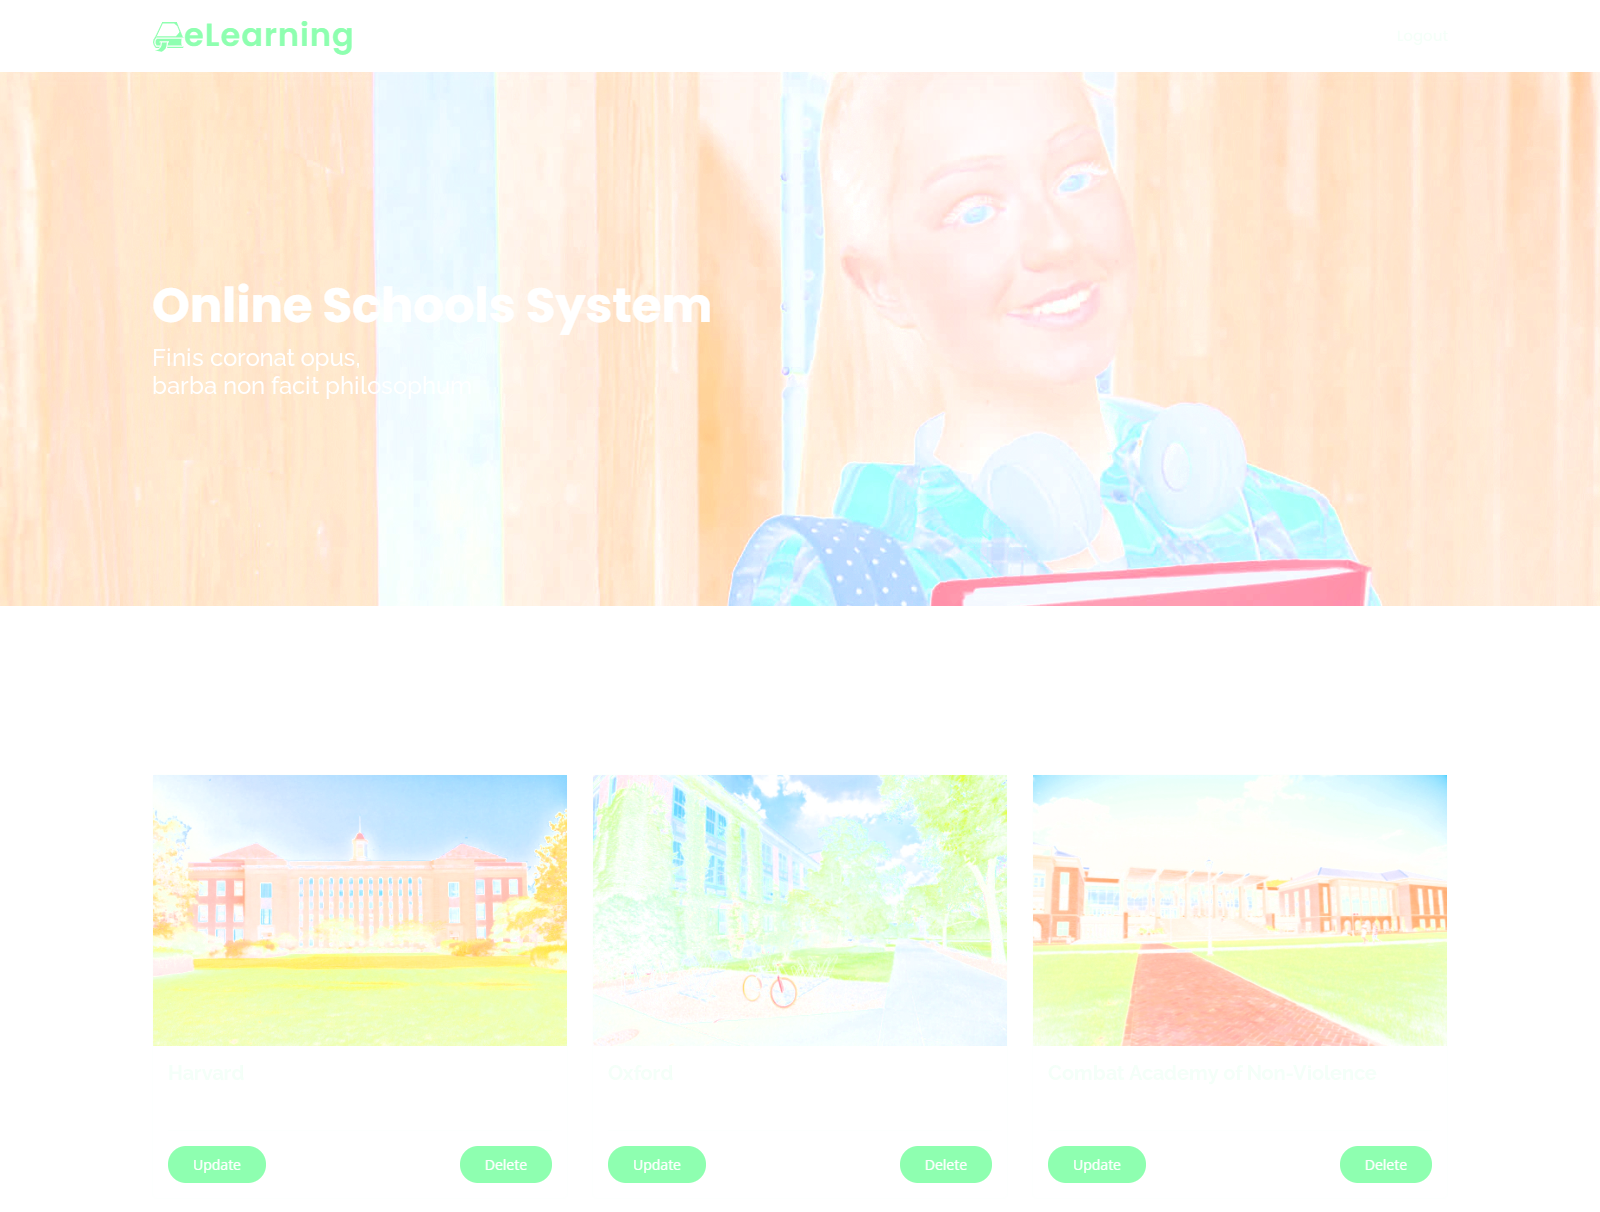 eLearning
Logout
Online Schools System
Finis coronat opus,
barba non facit philosophum
Harvard
Oxford
Combat Academy of Non-Violence
Update
Delete
Update
Delete
Update
Delete